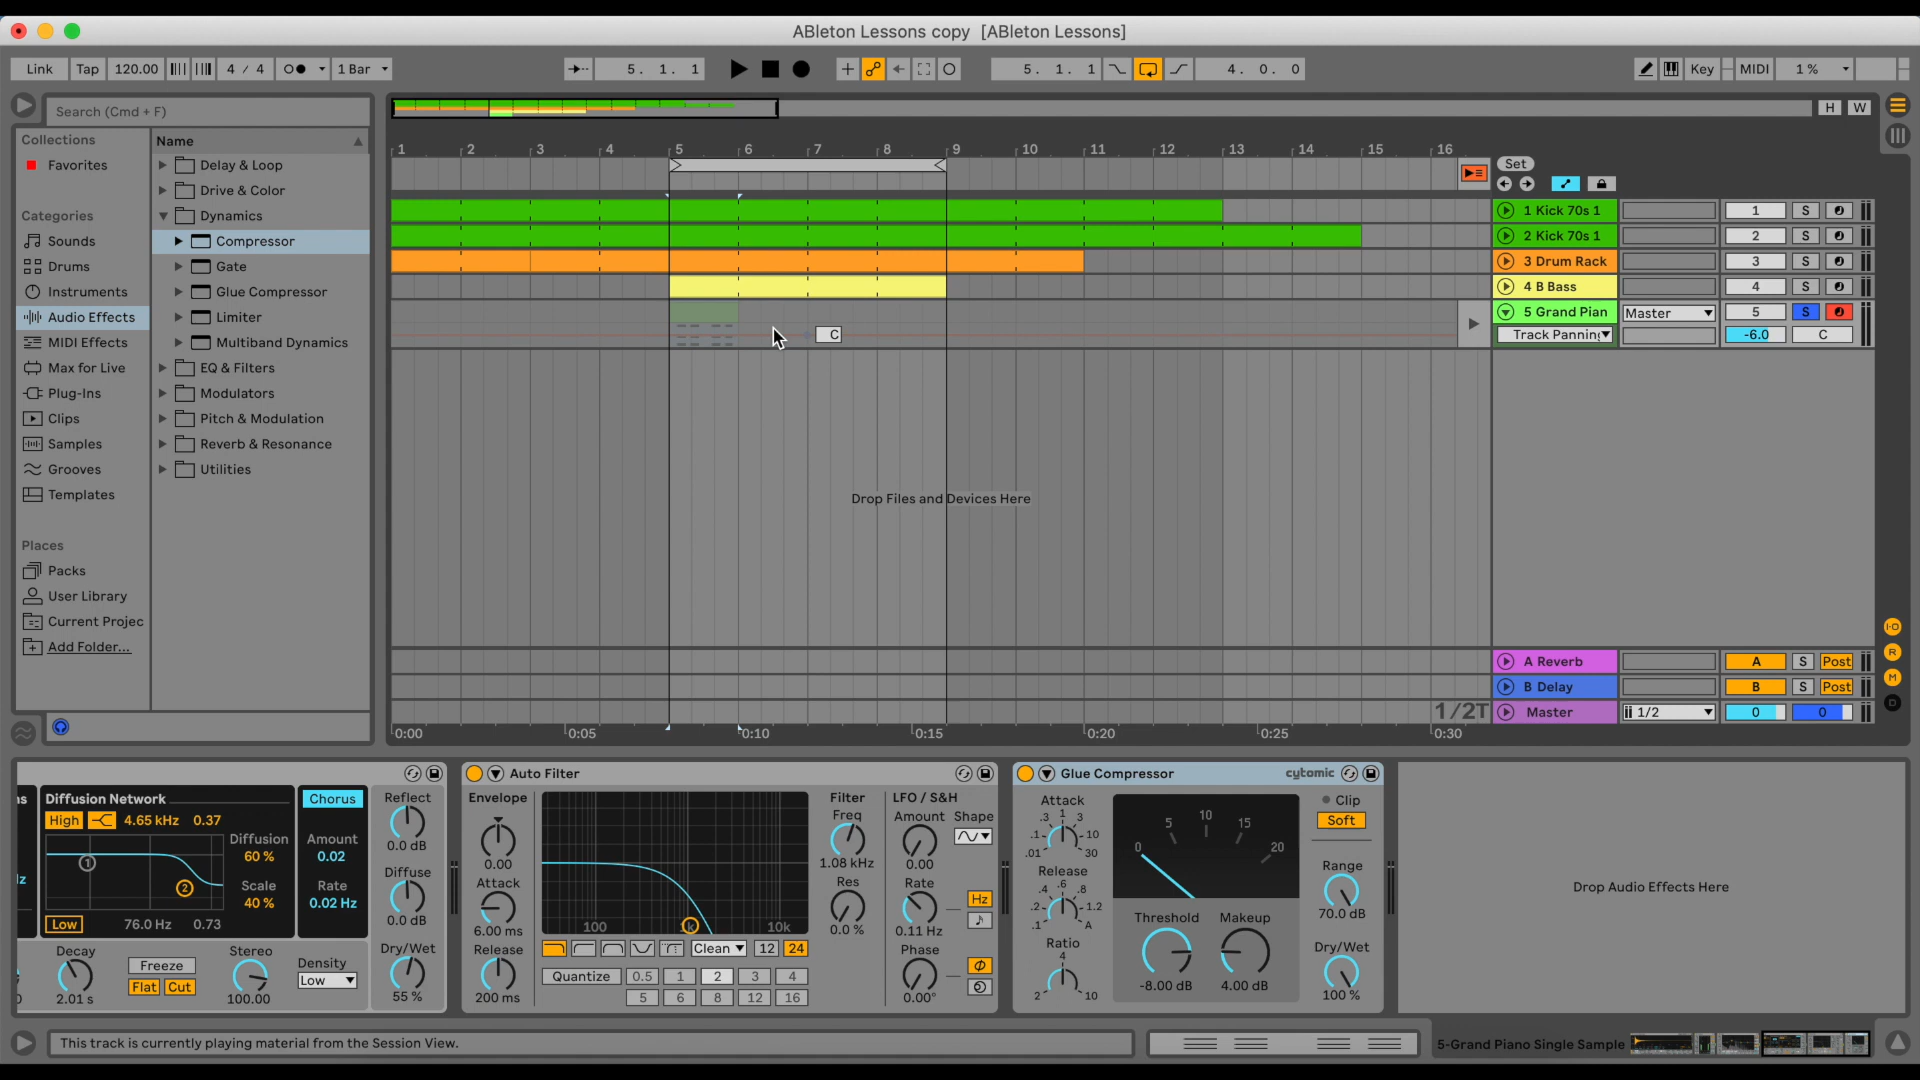 ABleton Lessons copy [ABleton Lessons]
Link Tap 120.00 4 / 4 1 Bar 5. 1. 1 5. 1. 1 4. 0. 0 Key MIDI 1 %
Search (Cmd + F)
H W
Collections
Favorites
Categories
Sounds
Drums
Instruments
Audio Effects
MIDI Effects
Max for Live
Plug-Ins
Clips
Samples
Grooves
Templates
Places
Packs
User Library
Current Projec
Add Folder...
Name
Delay & Loop
Drive & Color
Dynamics
Compressor
Gate
Glue Compressor
Limiter
Multiband Dynamics
EQ & Filters
Modulators
Pitch & Modulation
Reverb & Resonance
Utilities
1 2 3 4 5 6 7 8 9 10 11 12 13 14 15 16
Set
1 Kick 70s 1 1 S
2 Kick 70s 1 2 S
3 Drum Rack 3 S
4 B Bass 4 S
5 Grand Pian Master 5 S
C
Track Pannin -6.0 C
Drop Files and Devices Here
A Reverb A S Post
B Delay B S Post
1/2T Master 1/2 0 0
0:00 0:05 0:10 0:15 0:20 0:25 0:30
I·O
R
M
D
Diffusion Network
High 4.65 kHz 0.37
1
2
Low 76.0 Hz 0.73
Diffusion
60 %
Scale
40 %
Chorus
Amount
0.02
Rate
0.02 Hz
Reflect
0.0 dB
Diffuse
0.0 dB
Dry/Wet
55 %
Decay
2.01 s
Freeze
Flat Cut
Stereo
100.00
Density
Low
Auto Filter
Envelope
0.00
Attack
6.00 ms
Release
200 ms
100 1k 10k
Clean 12 24
Quantize 0.5 1 2 3 4
5 6 8 12 16
Filter
Freq
1.08 kHz
Res
0.0 %
LFO / S&H
Amount Shape
0.00
Rate
Hz
0.11 Hz
Phase
0.00°
Glue Compressor cytomic
Attack
.01 .1 .3 1 3 10 30
Release
.1 .2 .4 .6 .8 1.2 A
Ratio
2 4 10
0 5 10 15 20
Threshold
-8.00 dB
Makeup
4.00 dB
Clip
Soft
Range
70.0 dB
Dry/Wet
100 %
Drop Audio Effects Here
This track is currently playing material from the Session View.
5-Grand Piano Single Sample